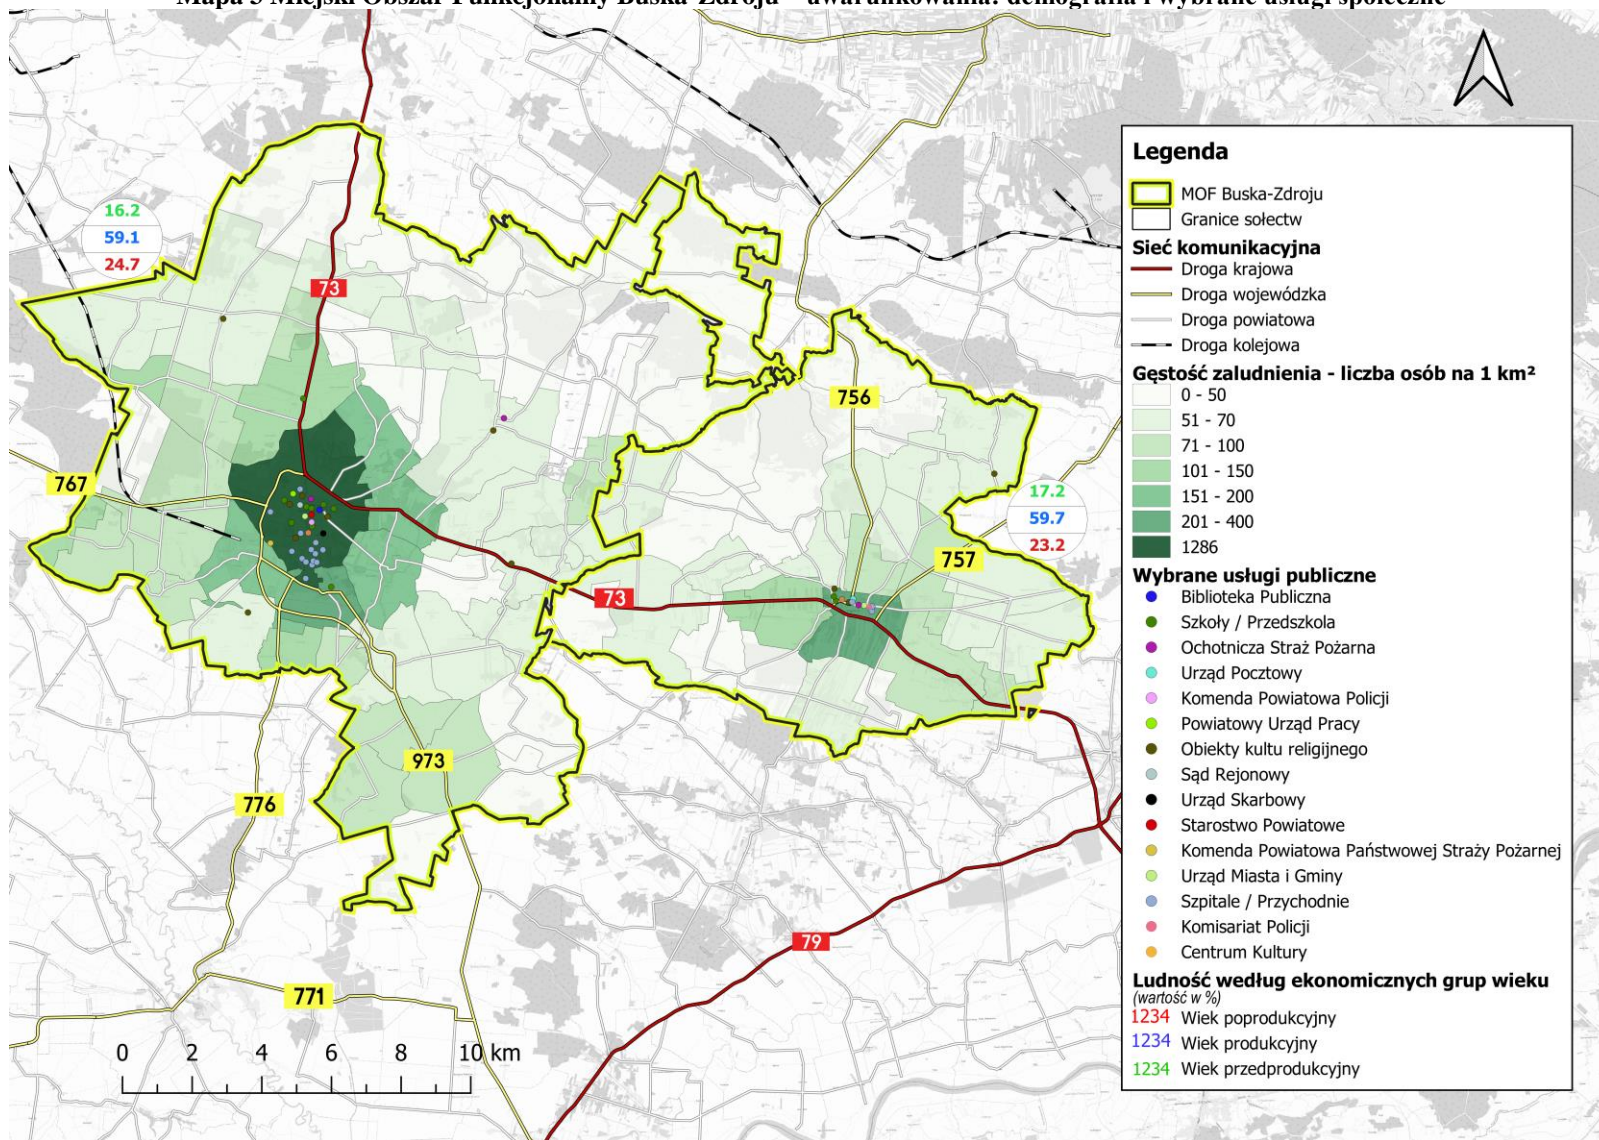 Mapa 3 Miejski Obszar Funkcjonalny Buska-Zdroju – uwarunkowania: demografia i wybrane usługi społeczne
16.2
59.1
24.7
73
767
756
17.2
59.7
23.2
757
73
973
776
79
771
0 2 4 6 8 10 km
Legenda
MOF Buska-Zdroju
Granice sołectw
Sieć komunikacyjna
Droga krajowa
Droga wojewódzka
Droga powiatowa
Droga kolejowa
Gęstość zaludnienia - liczba osób na 1 km²
0 - 50
51 - 70
71 - 100
101 - 150
151 - 200
201 - 400
1286
Wybrane usługi publiczne
Biblioteka Publiczna
Szkoły / Przedszkola
Ochotnicza Straż Pożarna
Urząd Pocztowy
Komenda Powiatowa Policji
Powiatowy Urząd Pracy
Obiekty kultu religijnego
Sąd Rejonowy
Urząd Skarbowy
Starostwo Powiatowe
Komenda Powiatowa Państwowej Straży Pożarnej
Urząd Miasta i Gminy
Szpitale / Przychodnie
Komisariat Policji
Centrum Kultury
Ludność według ekonomicznych grup wieku
(wartość w %)
1234 Wiek poprodukcyjny
1234 Wiek produkcyjny
1234 Wiek przedprodukcyjny